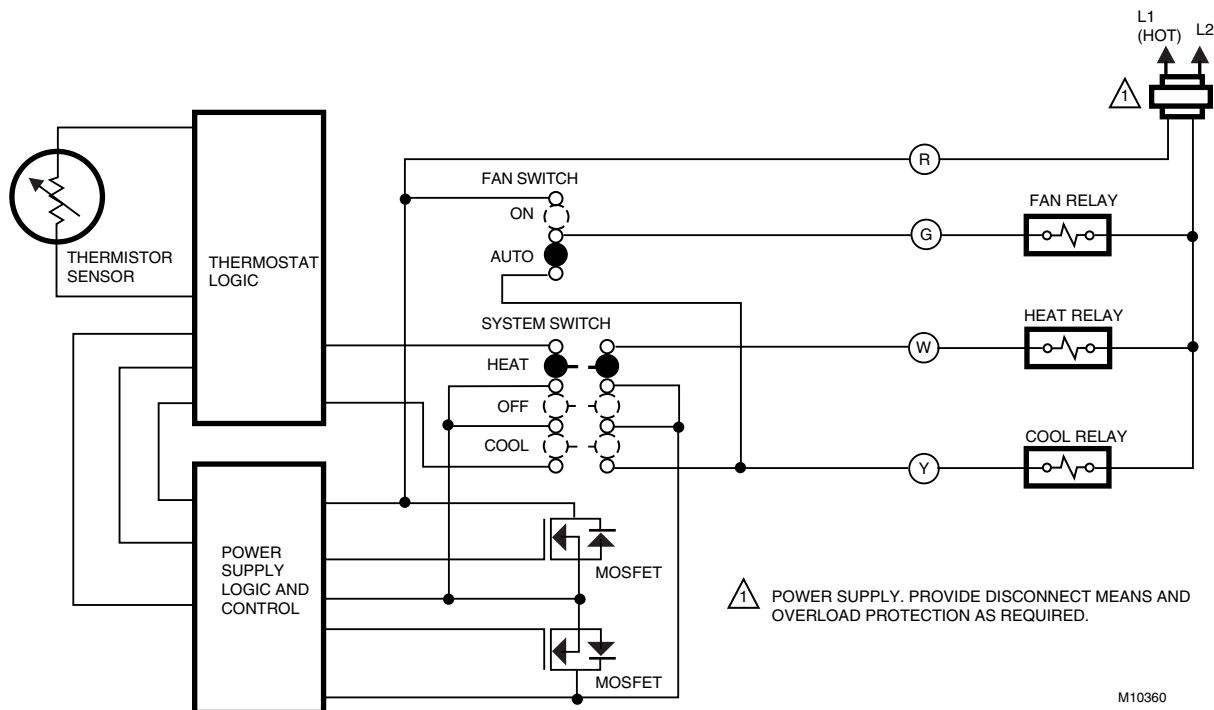 L1
(HOT)
L2
1
R
FAN SWITCH
ON
FAN RELAY
G
AUTO
THERMISTOR
SENSOR
THERMOSTAT
LOGIC
SYSTEM SWITCH
HEAT RELAY
W
HEAT
OFF
COOL
COOL RELAY
Y
POWER
SUPPLY
LOGIC AND
CONTROL
MOSFET
1
POWER SUPPLY. PROVIDE DISCONNECT MEANS AND
OVERLOAD PROTECTION AS REQUIRED.
MOSFET
M10360